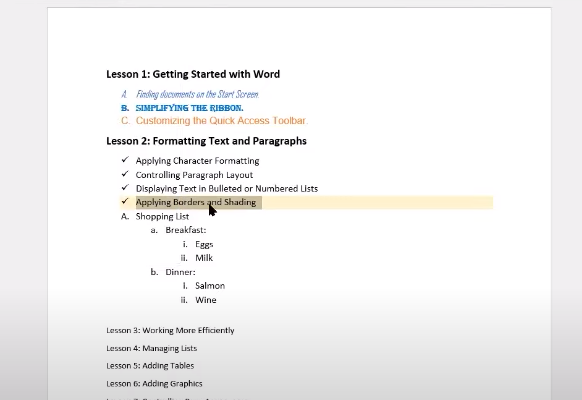 Lesson 1: Getting Started with Word
A. Finding documents on the Start Screen
B. SIMPLIFYING THE RIBBON.
C. Customizing the Quick Access Toolbar.
Lesson 2: Formatting Text and Paragraphs
✓ Applying Character Formatting
✓ Controlling Paragraph Layout
✓ Displaying Text in Bulleted or Numbered Lists
✓ Applying Borders and Shading
A. Shopping List
a. Breakfast:
i. Eggs
ii. Milk
b. Dinner:
i. Salmon
ii. Wine
Lesson 3: Working More Efficiently
Lesson 4: Managing Lists
Lesson 5: Adding Tables
Lesson 6: Adding Graphics